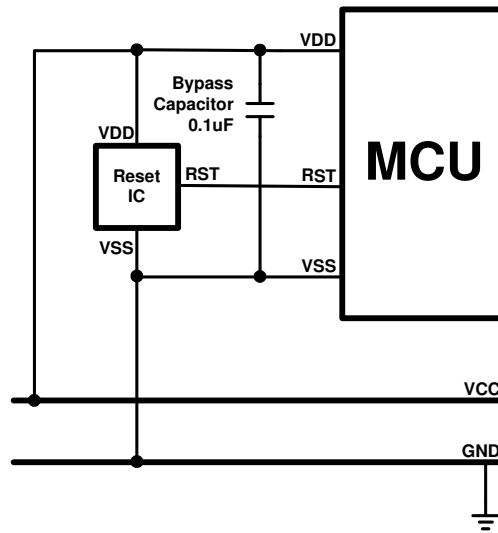 VDD
Bypass
Capacitor
0.1uF
MCU
VDD
Reset
IC
RST
RST
VSS
VSS
VCC
GND